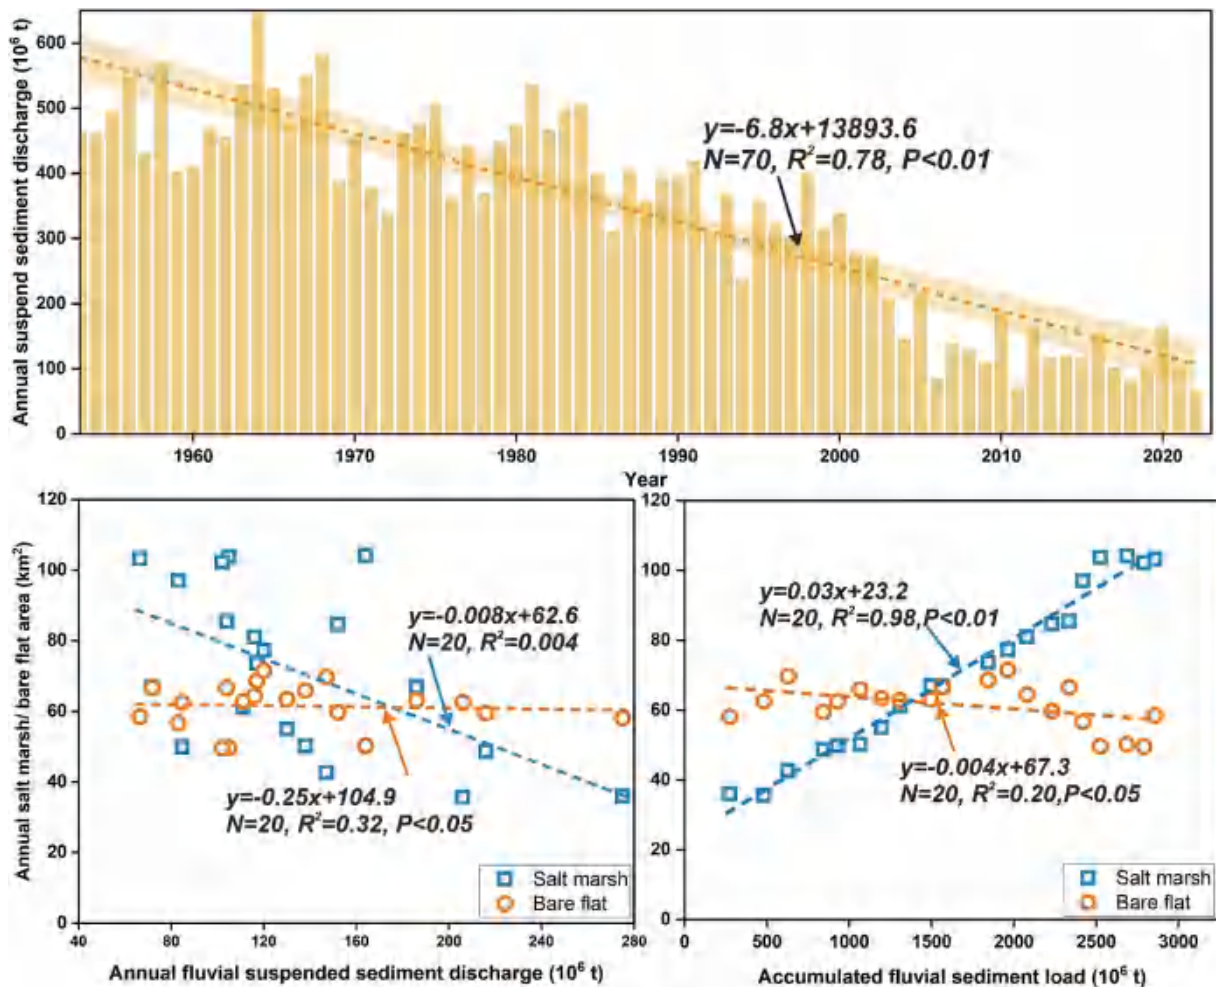 Annual suspend sediment discharge (10⁶ t)
600
500
400
300
200
100
0
y=-6.8x+13893.6
N=70, R²=0.78, P<0.01
1960 1970 1980 1990 2000 2010 2020
Year
Annual salt marsh/ bare flat area (km²)
120
100
80
60
40
20
0
y=-0.008x+62.6
N=20, R²=0.004
y=-0.25x+104.9
N=20, R²=0.32, P<0.05
Salt marsh
Bare flat
40 80 120 160 200 240 280
Annual fluvial suspended sediment discharge (10⁶ t)
120
100
80
60
40
20
0
y=0.03x+23.2
N=20, R²=0.98,P<0.01
y=-0.004x+67.3
N=20, R²=0.20,P<0.05
Salt marsh
Bare flat
0 500 1000 1500 2000 2500 3000
Accumulated fluvial sediment load (10⁶ t)